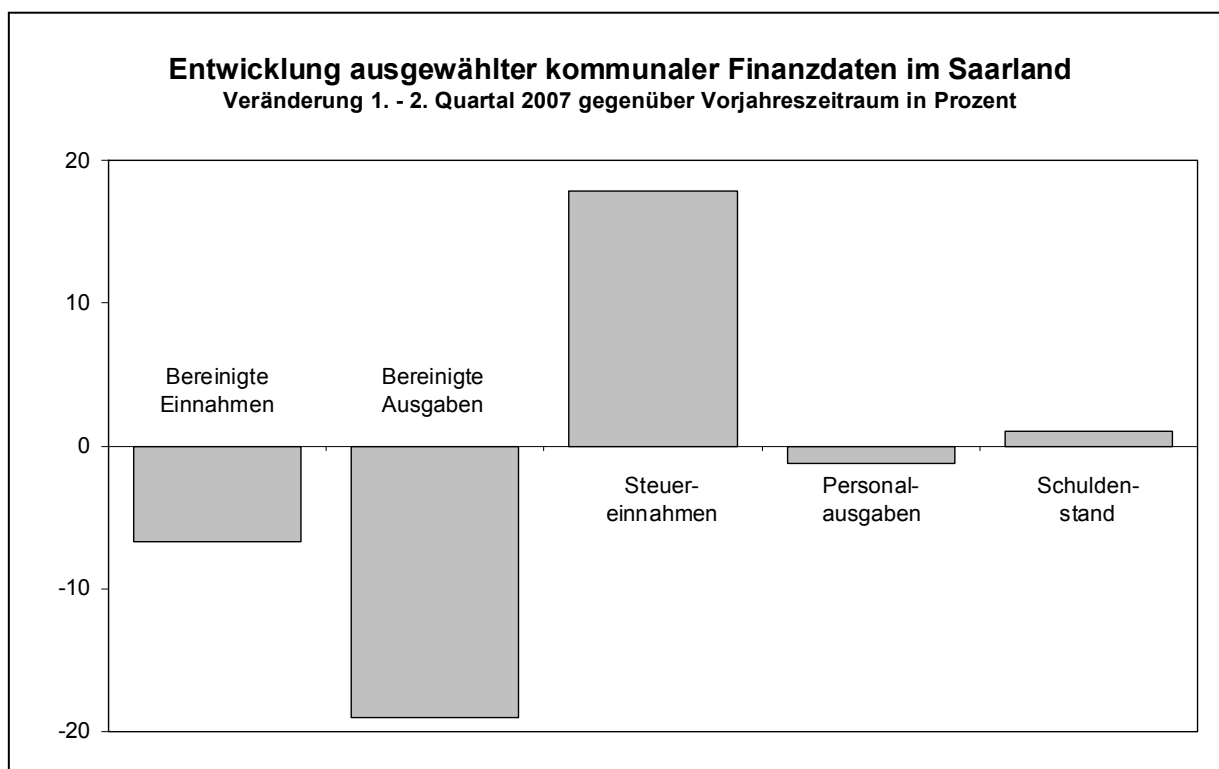 Entwicklung ausgewählter kommunaler Finanzdaten im Saarland
Veränderung 1. - 2. Quartal 2007 gegenüber Vorjahreszeitraum in Prozent
20
10
0
-10
-20
Bereinigte
Einnahmen
Bereinigte
Ausgaben
Steuer-
einnahmen
Personal-
ausgaben
Schulden-
stand